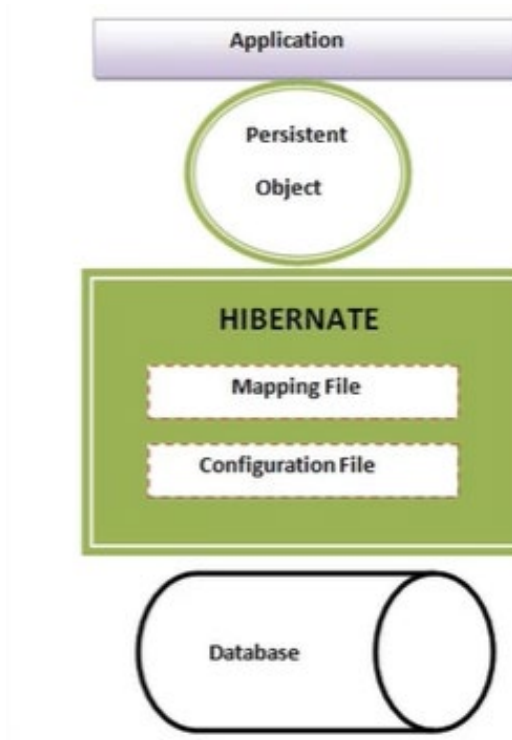 Application
Persistent
Object
HIBERNATE
Mapping File
Configuration File
Database